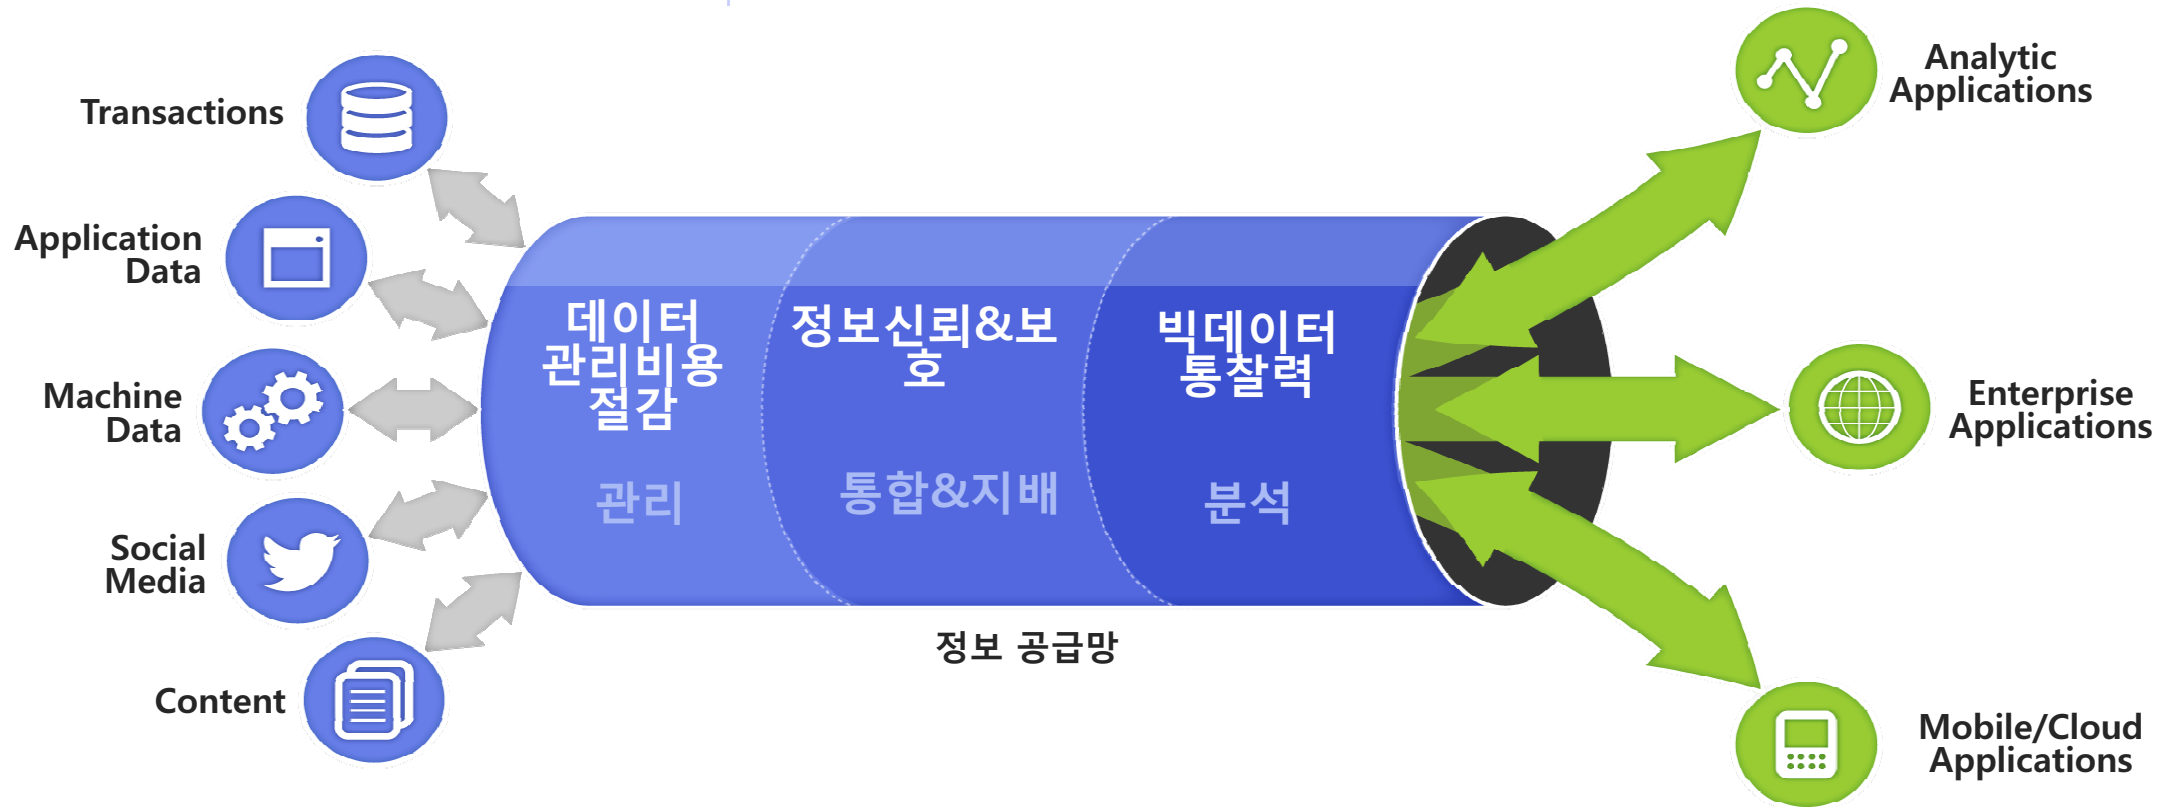 Transactions
Application
Data
Machine
Data
Social
Media
Content
데이터
관리비용
절감
관리
정보신뢰&보
호
통합&지배
빅데이터
통찰력
분석
정보 공급망
Analytic
Applications
Enterprise
Applications
Mobile/Cloud
Applications